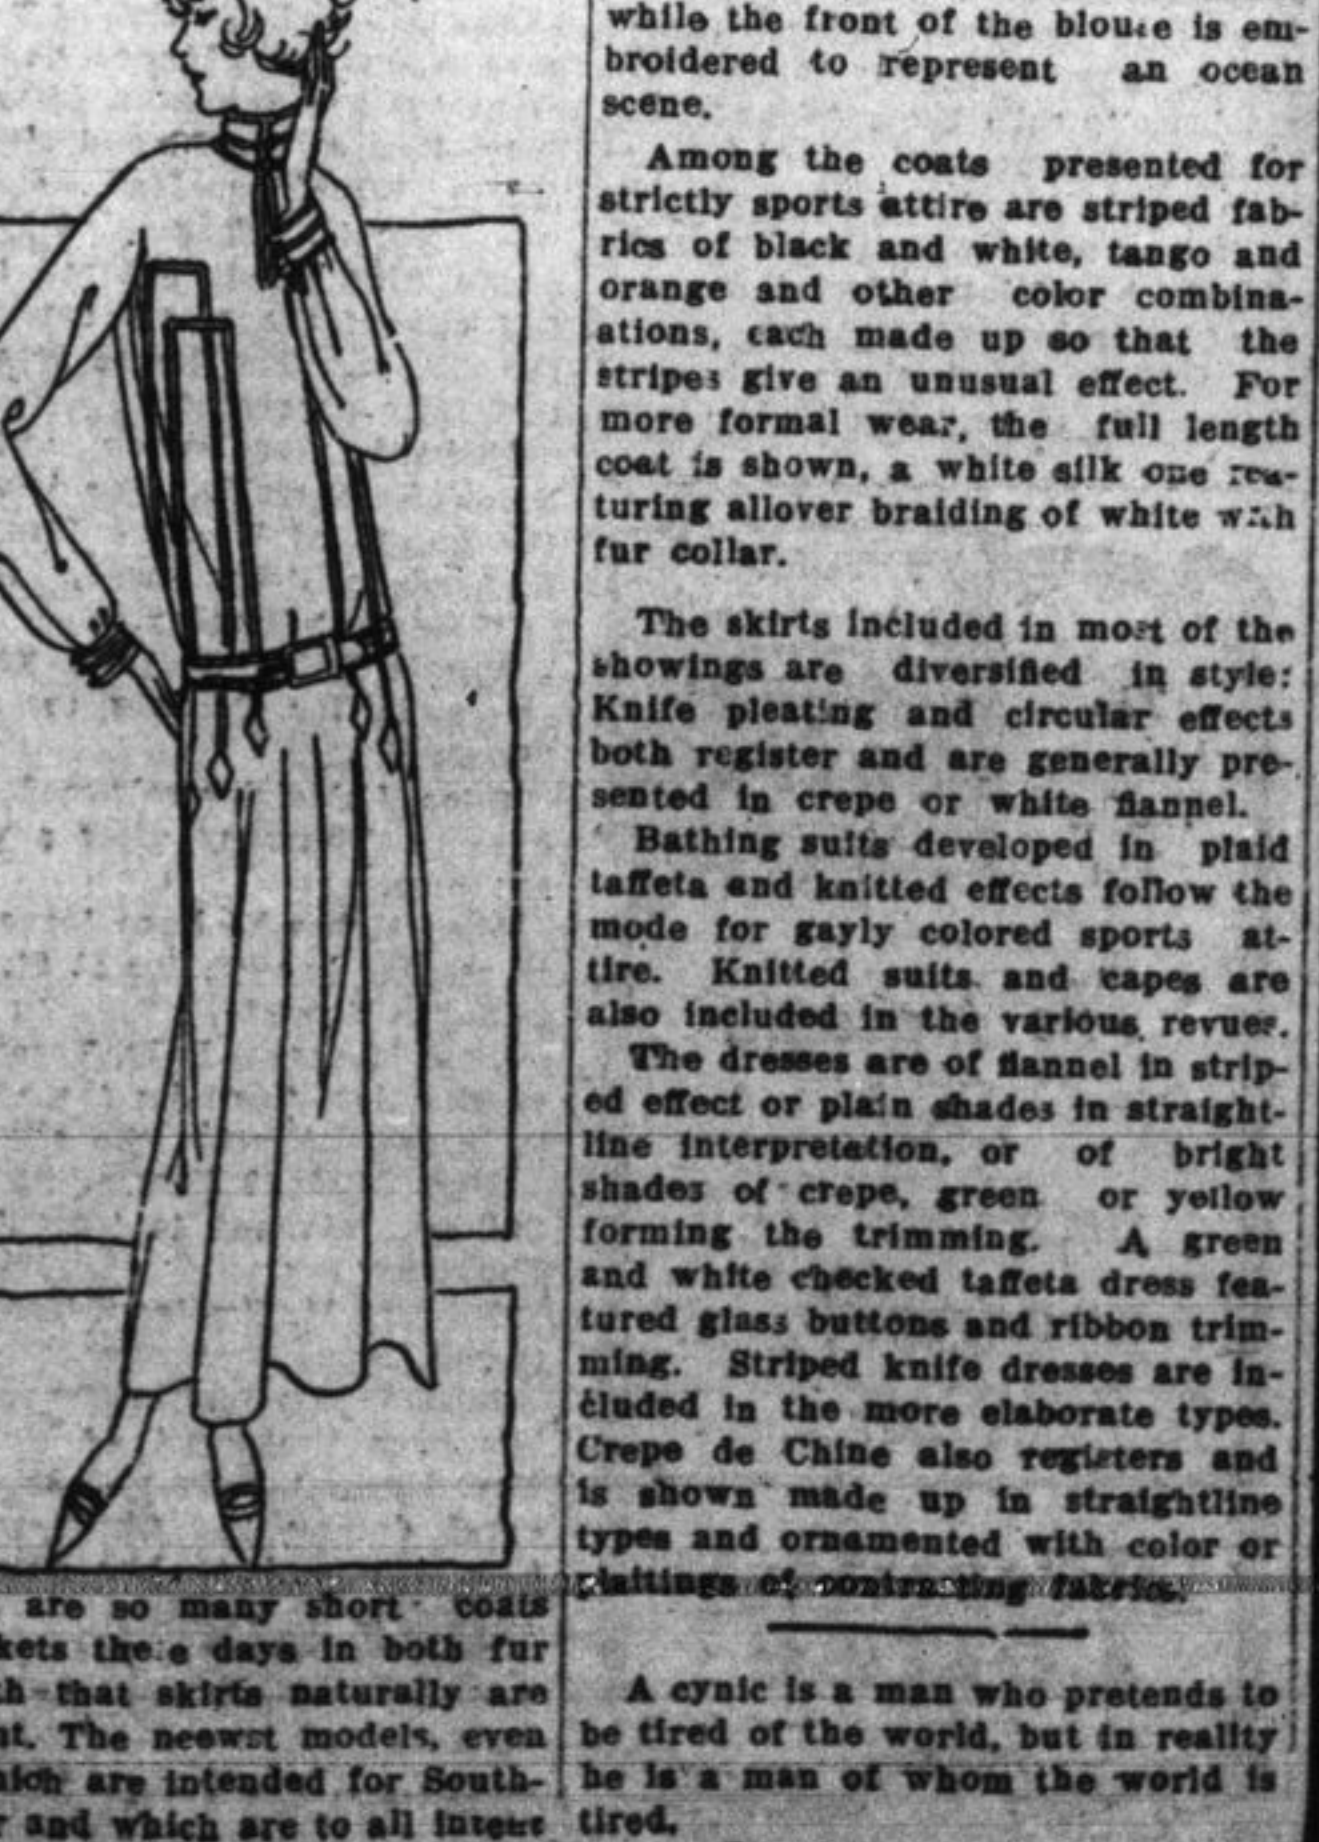 while the front of the blouse is em-
broidered to represent an ocean
scene.
Among the coats presented for
strictly sports attire are striped fab-
rics of black and white, tango and
orange and other color combina-
ations, each made up so that the
stripes give an unusual effect. For
more formal wear, the full length
coat is shown, a white silk one fea-
turing allover braiding of white with
fur collar.
The skirts included in most of the
showings are diversified in style:
Knife pleating and circular effects
both register and are generally pre-
sented in crepe or white flannel.
Bathing suits developed in plaid
taffeta and knitted effects follow the
mode for gayly colored sports at-
tire. Knitted suits and capes are
also included in the various revues.
The dresses are of flannel in strip-
ed effect or plain shades in straight-
line interpretation, or of bright
shades of crepe, green or yellow
forming the trimming. A green
and white checked taffeta dress fea-
tured glass buttons and ribbon trim-
ming. Striped knife dresses are in-
cluded in the more elaborate types.
Crepe de Chine also registers and
is shown made up in straightline
types and ornamented with color or
plaitings of contrasting fabrics.
A cynic is a man who pretends to
be tired of the world, but in reality
he is a man of whom the world is
tired.
are so many short coats
kets these days in both fur
h that skirts naturally are
nt. The neewst models, even
hich are intended for South-
r and which are to all intent